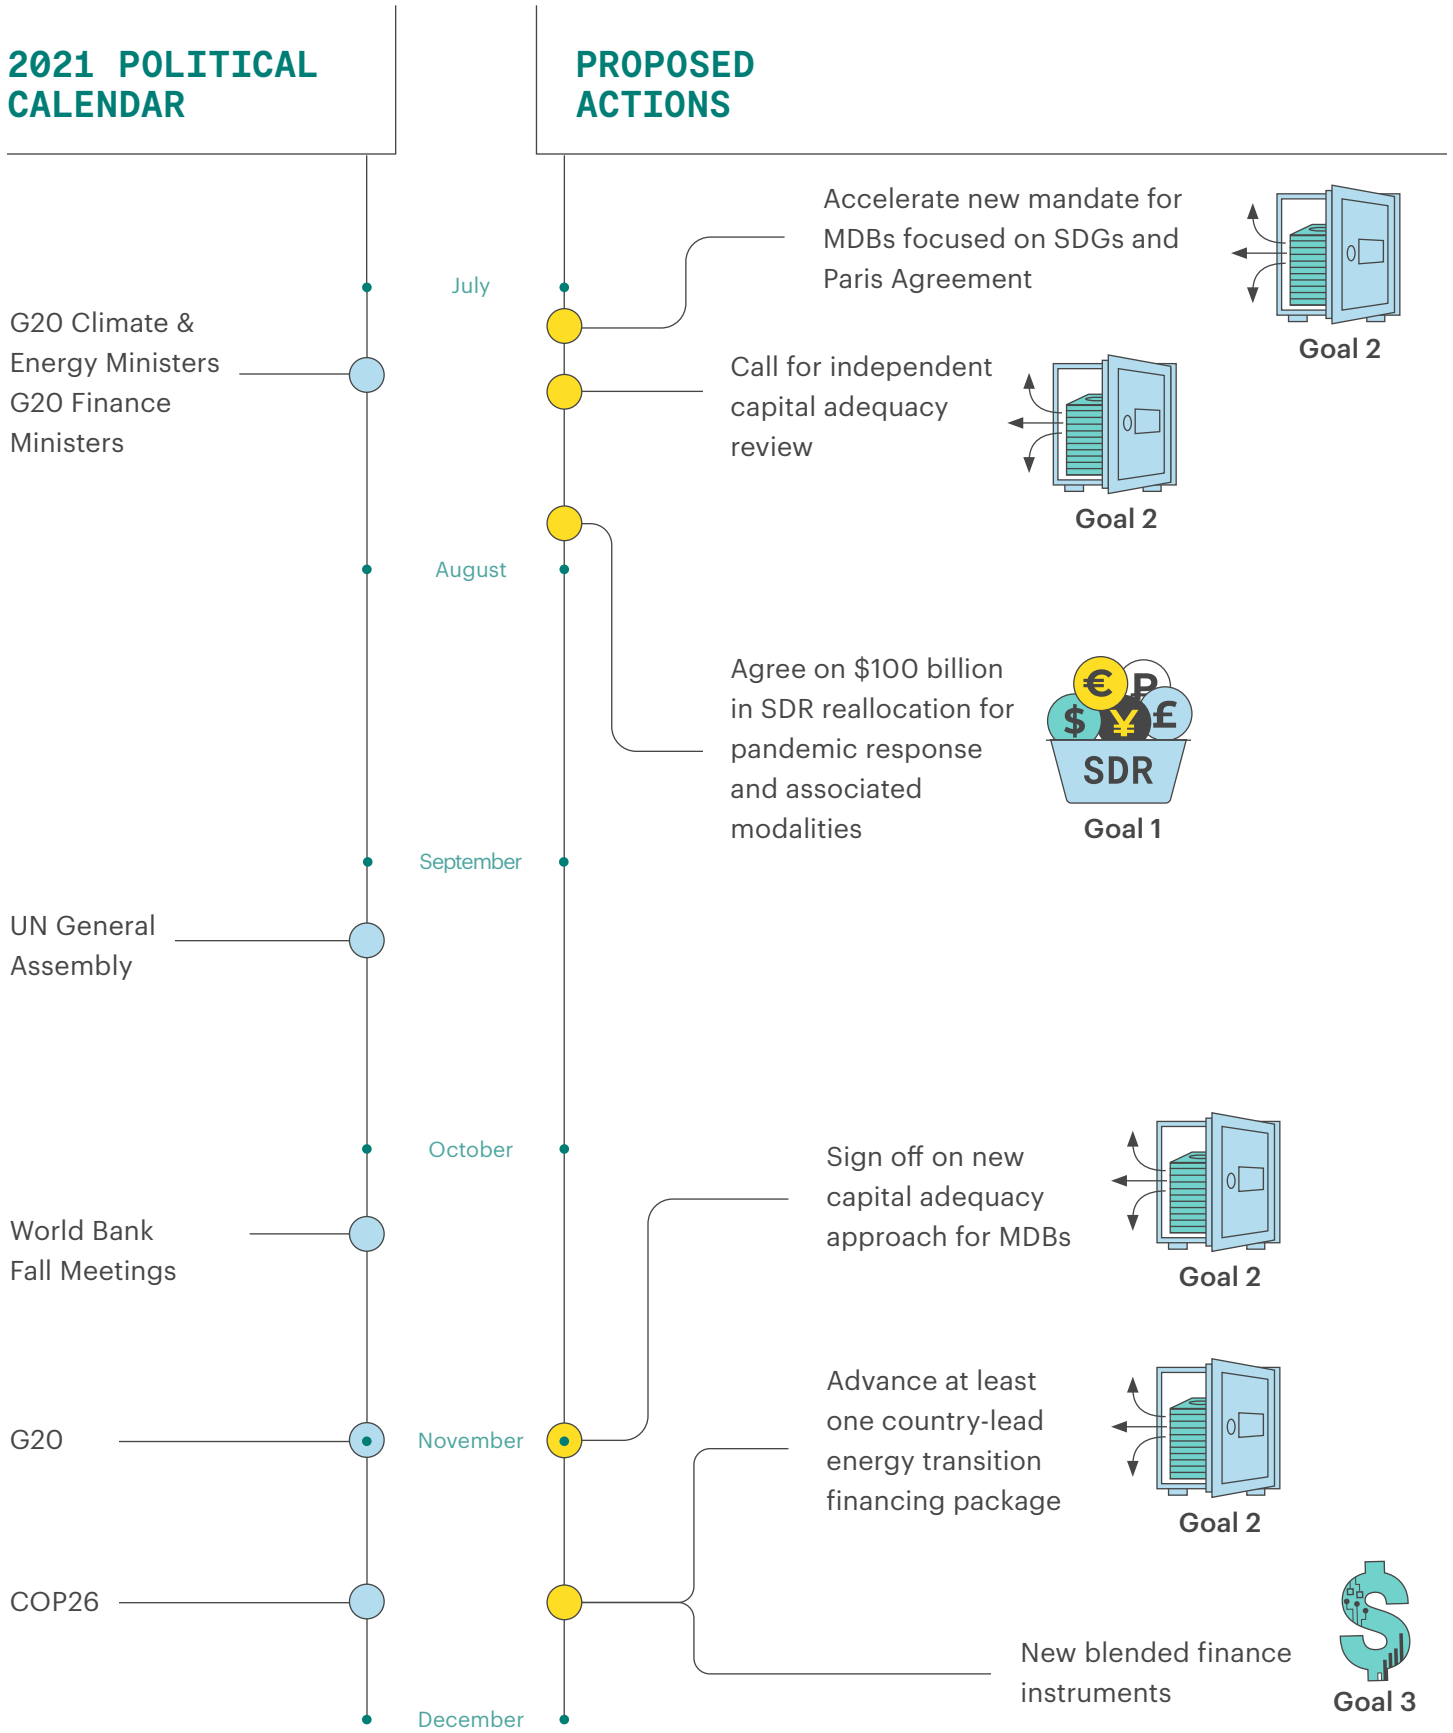 2021 POLITICAL
CALENDAR
PROPOSED
ACTIONS
Accelerate new mandate for
MDBs focused on SDGs and
Paris Agreement
Goal 2
July
G20 Climate &
Energy Ministers
G20 Finance
Ministers
Call for independent
capital adequacy
review
Goal 2
August
Agree on $100 billion
in SDR reallocation for
pandemic response
and associated
modalities
€ ₽
$ ¥ £
SDR
Goal 1
September
UN General
Assembly
October
Sign off on new
capital adequacy
approach for MDBs
Goal 2
World Bank
Fall Meetings
Advance at least
one country-lead
energy transition
financing package
Goal 2
G20
November
COP26
$
New blended finance
instruments
Goal 3
December